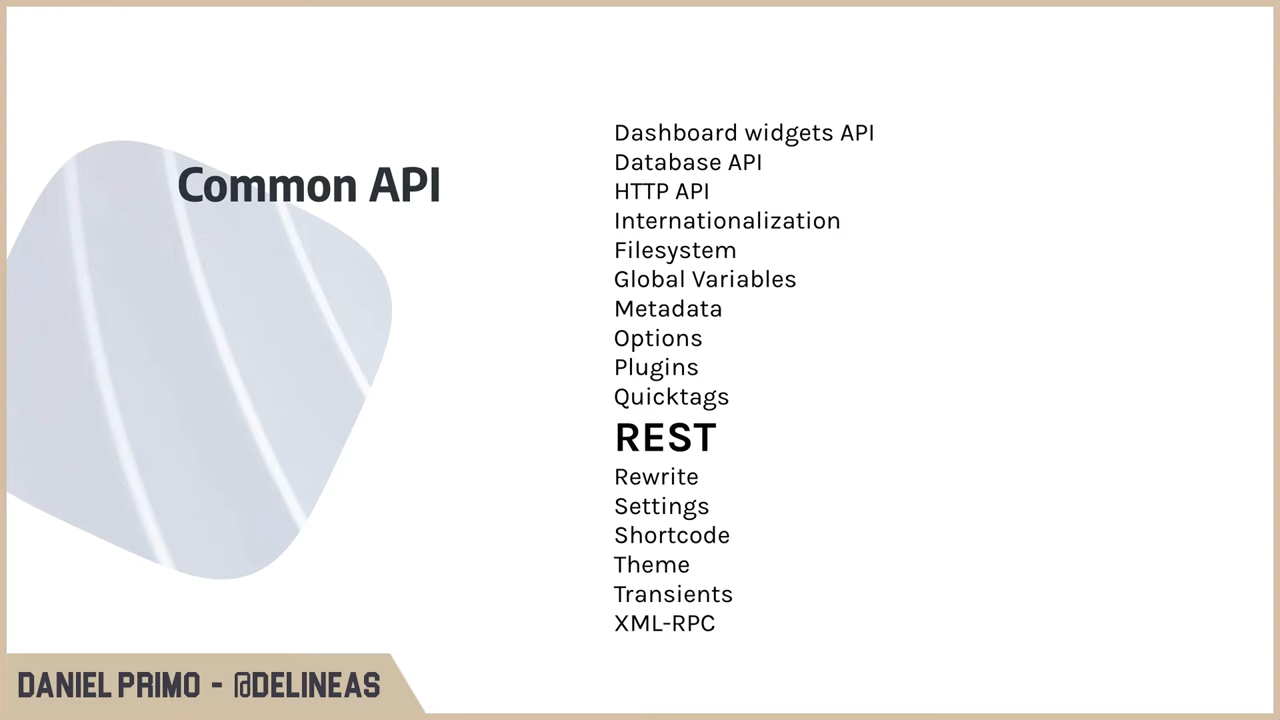 Common API
Dashboard widgets API
Database API
HTTP API
Internationalization
Filesystem
Global Variables
Metadata
Options
Plugins
Quicktags
REST
Rewrite
Settings
Shortcode
Theme
Transients
XML-RPC
DANIEL PRIMO - @DELINEAS